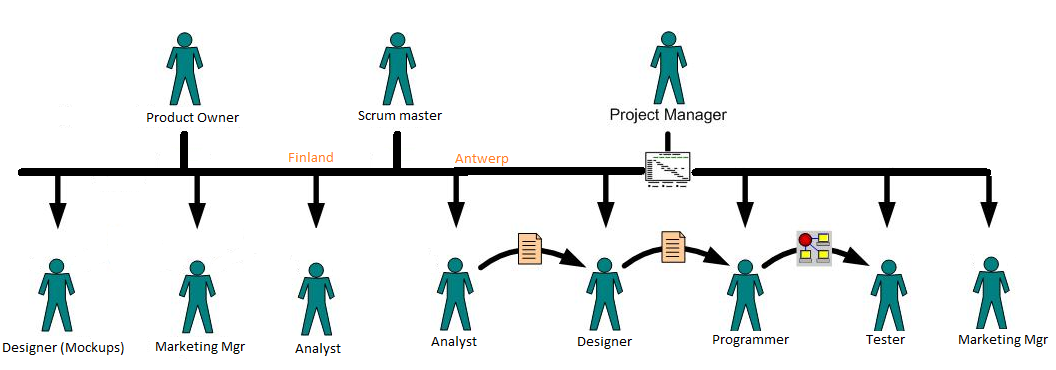 Product Owner
Scrum master
Project Manager
Finland
Antwerp
Designer (Mockups)
Marketing Mgr
Analyst
Analyst
Designer
Programmer
Tester
Marketing Mgr